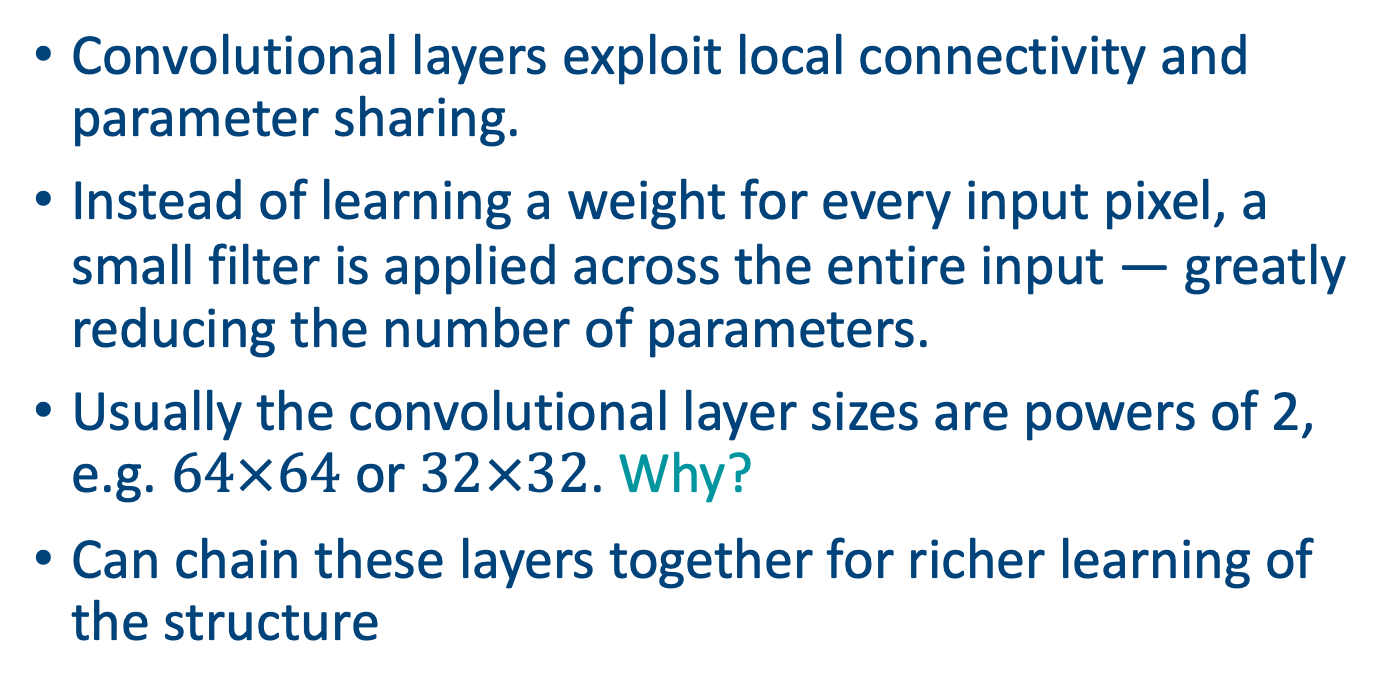 • Convolutional layers exploit local connectivity and
parameter sharing.
• Instead of learning a weight for every input pixel, a
small filter is applied across the entire input — greatly
reducing the number of parameters.
• Usually the convolutional layer sizes are powers of 2,
e.g. 64×64 or 32×32. Why?
• Can chain these layers together for richer learning of
the structure